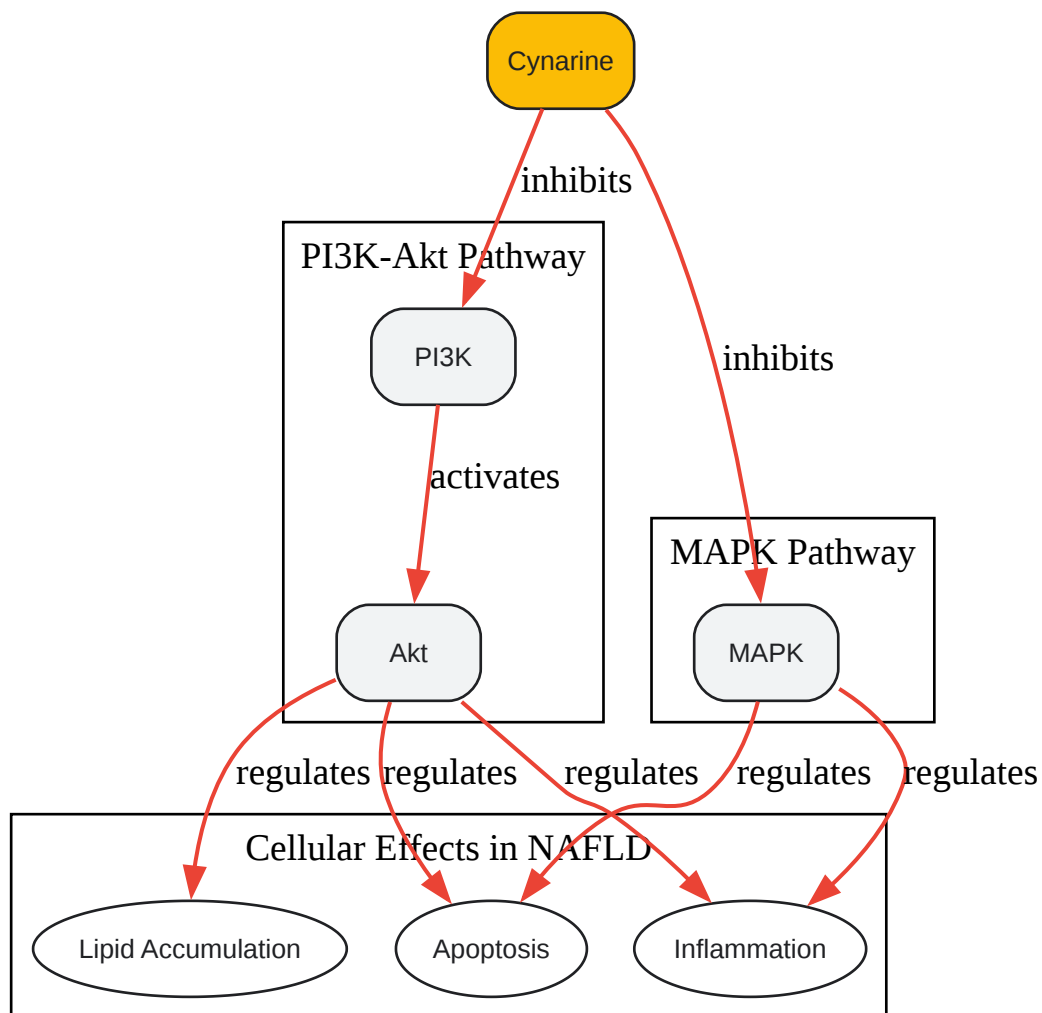 Cynarine
inhibits
PI3K-Akt Pathway
PI3K
inhibits
activates
MAPK Pathway
Akt
MAPK
regulates
regulates
regulates
regulates
regulates
Cellular Effects in NAFLD
Lipid Accumulation
Apoptosis
Inflammation